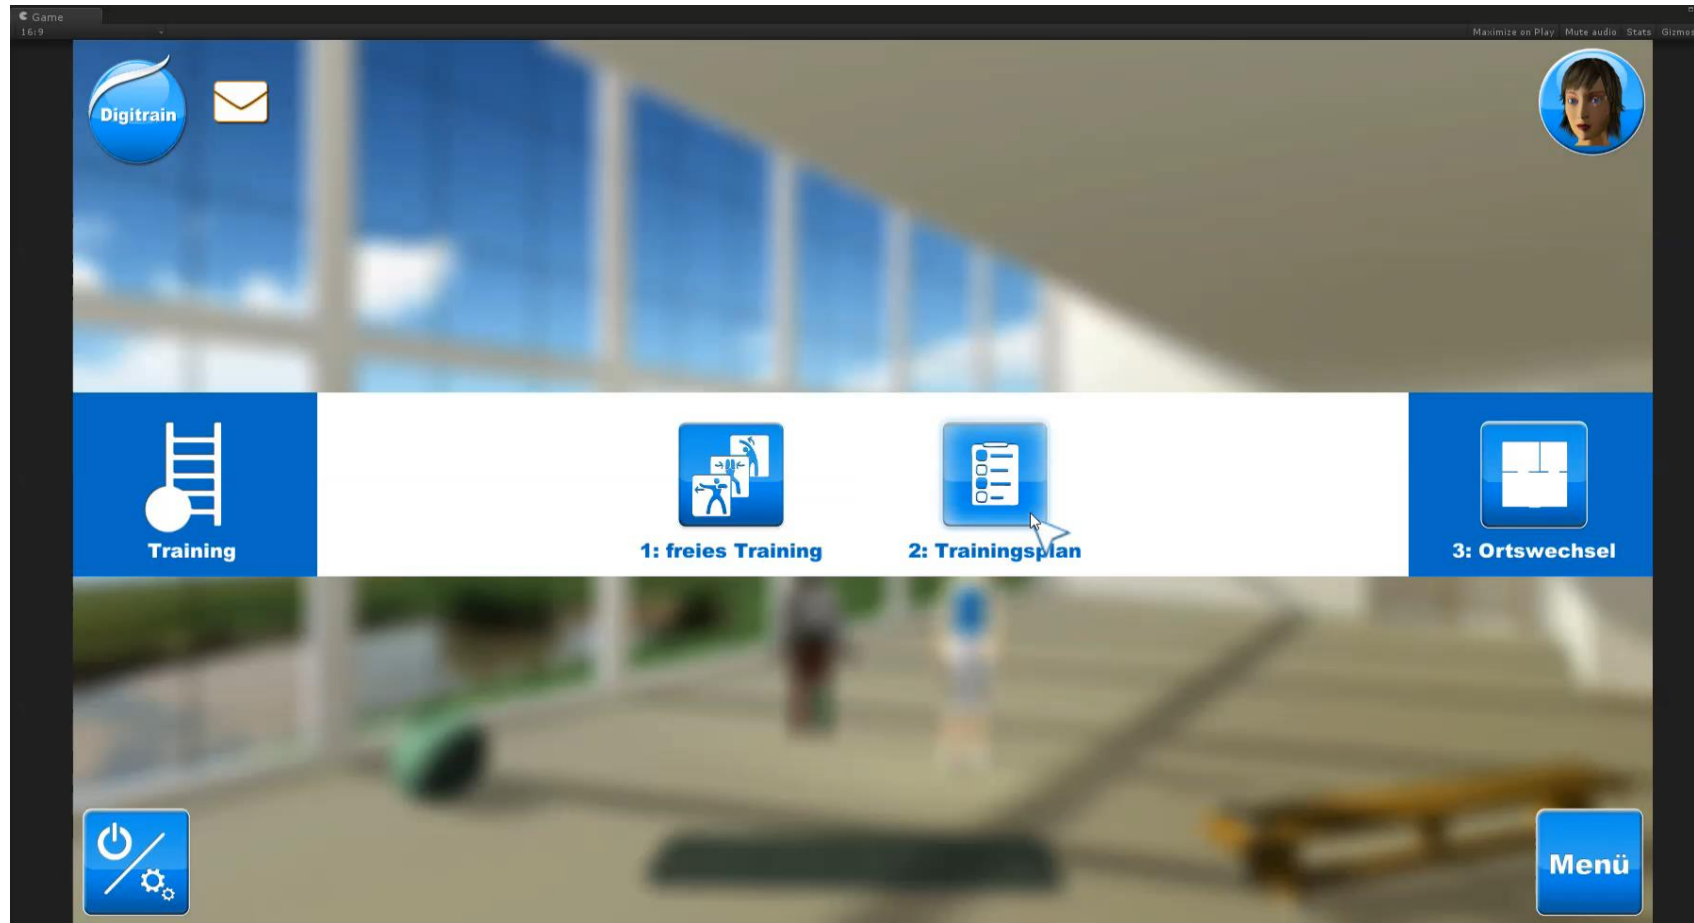 Game
16:9
Maximize on Play Mute audio Stats Gizmos
Digitrain
Training
1: freies Training
2: Trainingsplan
3: Ortswechsel
Menü